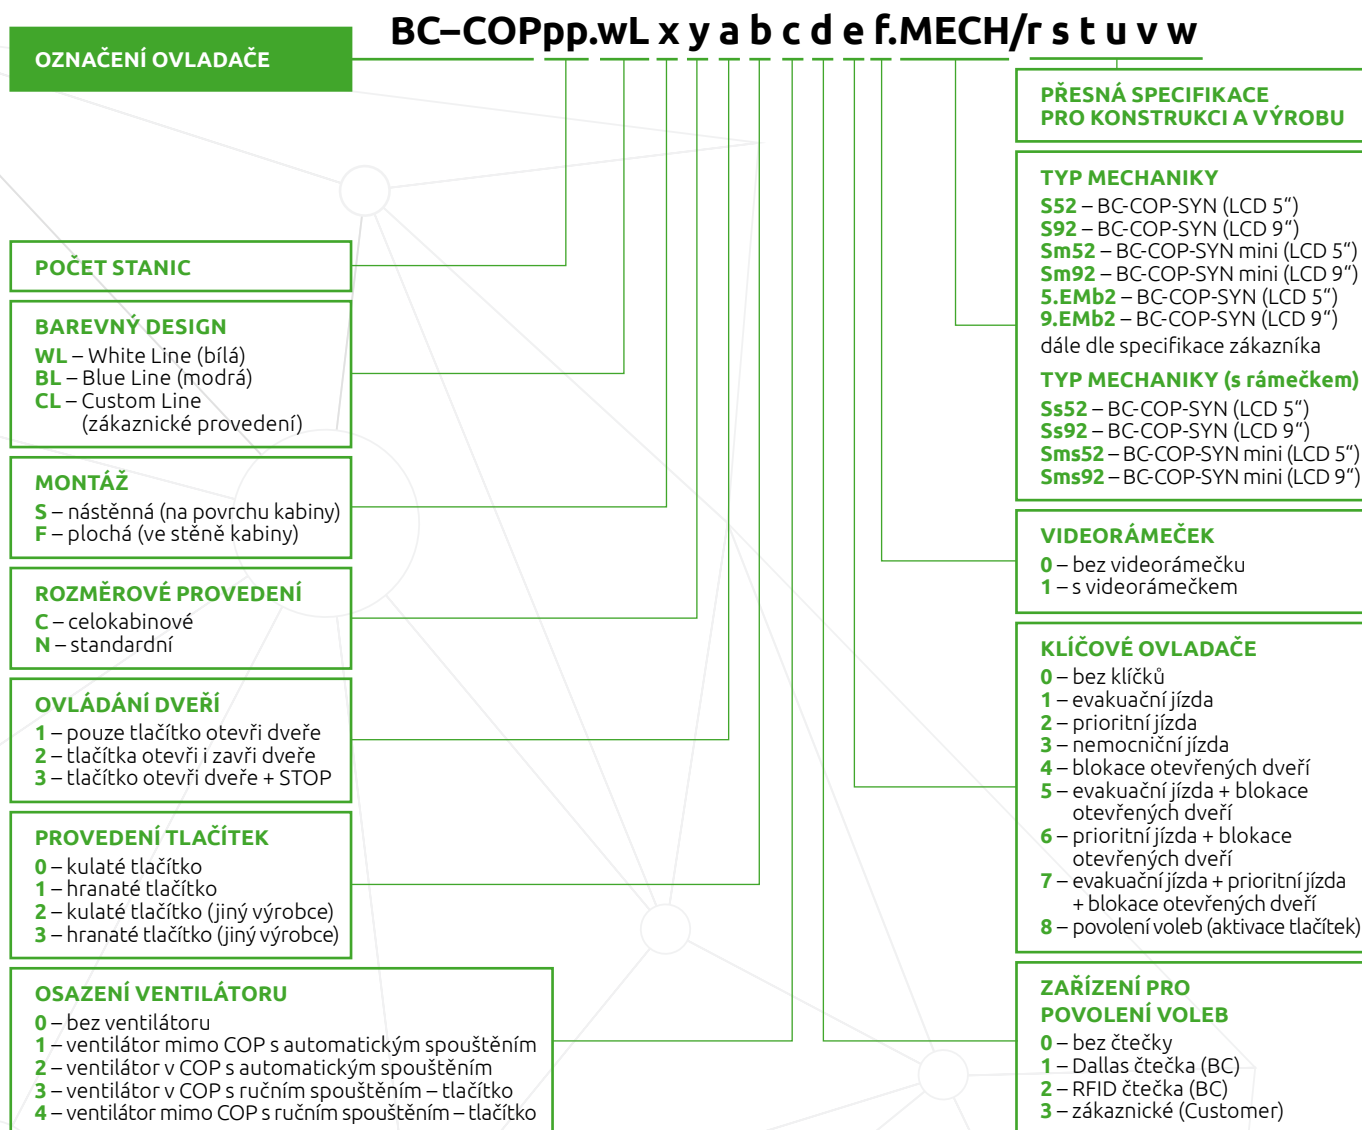 BC–COPpp.wL x y a b c d e f.MECH/r s t u v w
OZNAČENÍ OVLADAČE
POČET STANIC
BAREVNÝ DESIGN
WL – White Line (bílá)
BL – Blue Line (modrá)
CL – Custom Line
(zákaznické provedení)
MONTÁŽ
S – nástěnná (na povrchu kabiny)
F – plochá (ve stěně kabiny)
ROZMĚROVÉ PROVEDENÍ
C – celokabinové
N – standardní
OVLÁDÁNÍ DVEŘÍ
1 – pouze tlačítko otevři dveře
2 – tlačítka otevři i zavři dveře
3 – tlačítko otevři dveře + STOP
PROVEDENÍ TLAČÍTEK
0 – kulaté tlačítko
1 – hranaté tlačítko
2 – kulaté tlačítko (jiný výrobce)
3 – hranaté tlačítko (jiný výrobce)
OSAZENÍ VENTILÁTORU
0 – bez ventilátoru
1 – ventilátor mimo COP s automatickým spouštěním
2 – ventilátor v COP s automatickým spouštěním
3 – ventilátor v COP s ručním spouštěním – tlačítko
4 – ventilátor mimo COP s ručním spouštěním – tlačítko
PŘESNÁ SPECIFIKACE
PRO KONSTRUKCI A VÝROBU
TYP MECHANIKY
S52 – BC-COP-SYN (LCD 5“)
S92 – BC-COP-SYN (LCD 9“)
Sm52 – BC-COP-SYN mini (LCD 5“)
Sm92 – BC-COP-SYN mini (LCD 9“)
5.EMb2 – BC-COP-SYN (LCD 5“)
9.EMb2 – BC-COP-SYN (LCD 9“)
dále dle specifikace zákazníka
TYP MECHANIKY (s rámečkem)
Ss52 – BC-COP-SYN (LCD 5“)
Ss92 – BC-COP-SYN (LCD 9“)
Sms52 – BC-COP-SYN mini (LCD 5“)
Sms92 – BC-COP-SYN mini (LCD 9“)
VIDEORÁMEČEK
0 – bez videorámečku
1 – s videorámečkem
KLÍČOVÉ OVLADAČE
0 – bez klíčků
1 – evakuační jízda
2 – prioritní jízda
3 – nemocniční jízda
4 – blokace otevřených dveří
5 – evakuační jízda + blokace
otevřených dveří
6 – prioritní jízda + blokace
otevřených dveří
7 – evakuační jízda + prioritní jízda
+ blokace otevřených dveří
8 – povolení voleb (aktivace tlačítek)
ZAŘÍZENÍ PRO
POVOLENÍ VOLEB
0 – bez čtečky
1 – Dallas čtečka (BC)
2 – RFID čtečka (BC)
3 – zákaznické (Customer)